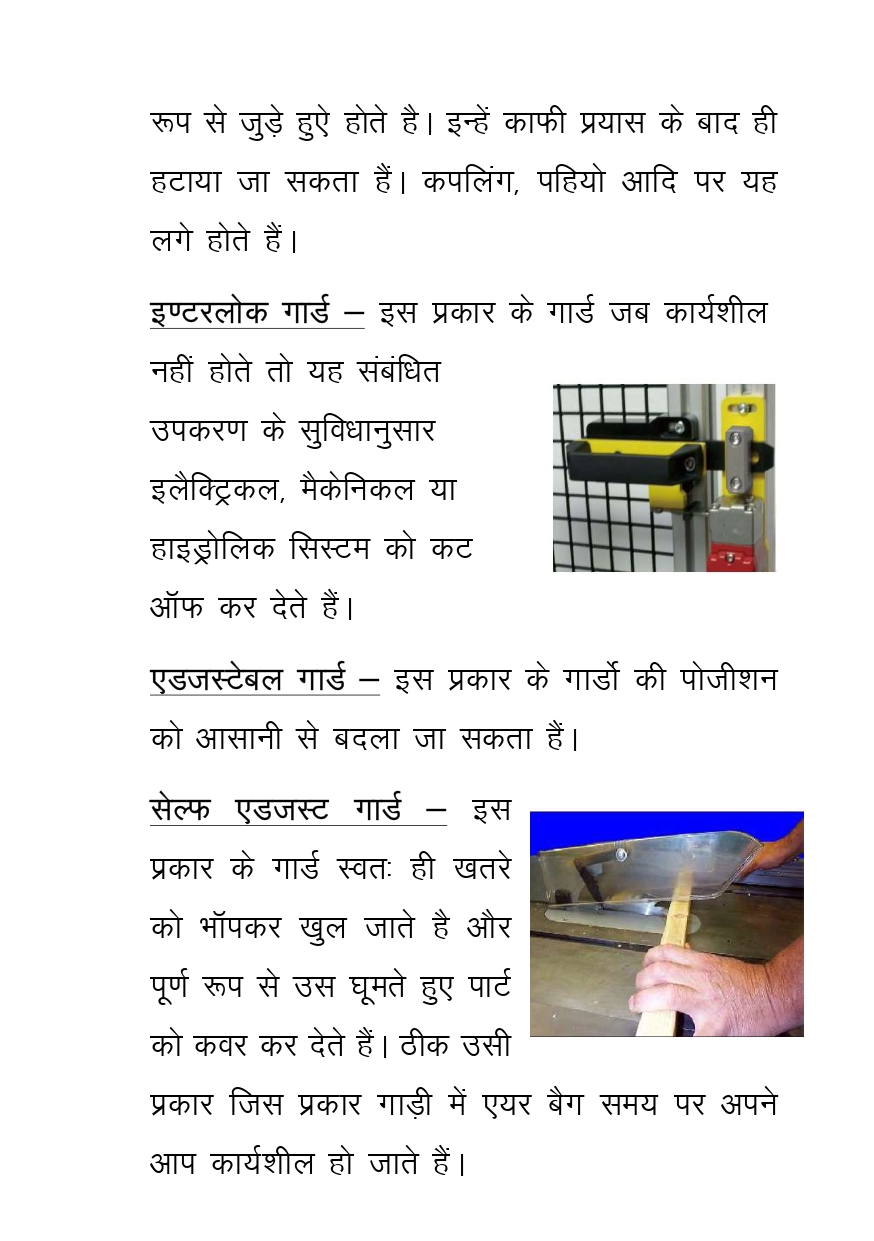 रूप से जुड़े हुऐ होते है। इन्हें काफी प्रयास के बाद ही
हटाया जा सकता हैं। कपलिंग, पहियो आदि पर यह
लगे होते हैं।
इण्टरलोक गार्ड – इस प्रकार के गार्ड जब कार्यशील
नहीं होते तो यह संबंधित
उपकरण के सुविधानुसार
इलैक्ट्रिकल, मैकेनिकल या
हाइड्रोलिक सिस्टम को कट
ऑफ कर देते हैं।
एडजस्टेबल गार्ड – इस प्रकार के गार्डो की पोजीशन
को आसानी से बदला जा सकता हैं।
सेल्फ एडजस्ट गार्ड – इस
प्रकार के गार्ड स्वतः ही खतरे
को भॉपकर खुल जाते है और
पूर्ण रूप से उस घूमते हुए पार्ट
को कवर कर देते हैं। ठीक उसी
प्रकार जिस प्रकार गाड़ी में एयर बैग समय पर अपने
आप कार्यशील हो जाते हैं।